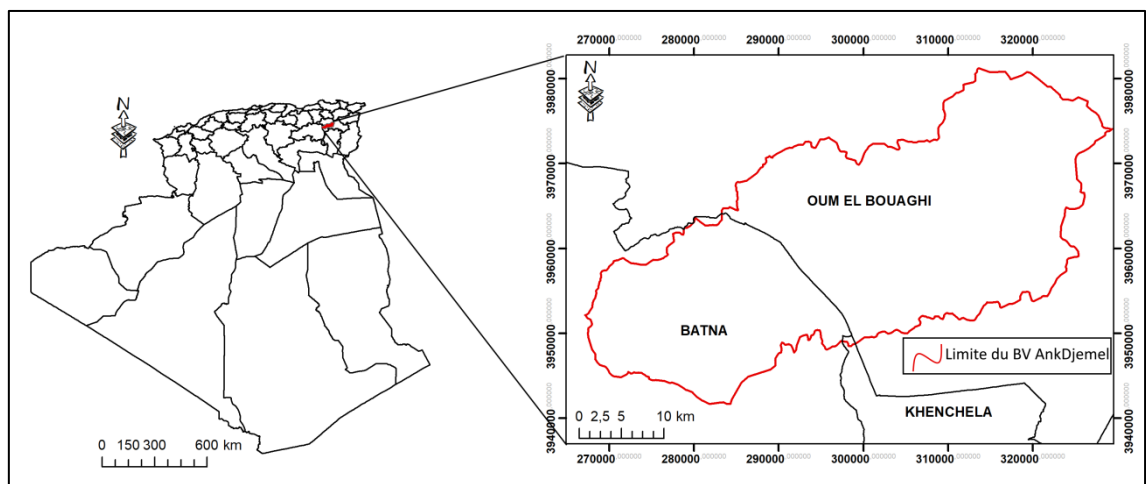 N
0 150 300 600 km
270000,000000 280000,000000 290000,000000 300000,000000 310000,000000 320000,000000
N
3980000,000000
3970000,000000
3960000,000000
3950000,000000
3940000,000000
OUM EL BOUAGHI
BATNA
Limite du BV AnkDjemel
KHENCHELA
0 2,5 5 10 km
3980000,000000
3970000,000000
3960000,000000
3950000,000000
3940000,000000
270000,000000 280000,000000 290000,000000 300000,000000 310000,000000 320000,000000